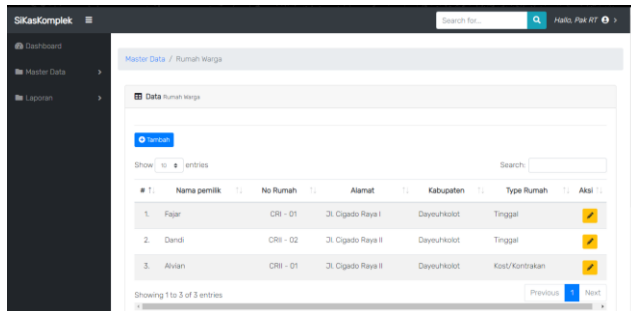 SiKasKomplek Search for... Hallo, Pak RT
Dashboard
Master Data / Rumah Warga
Master Data
Laporan
Data Rumah Warga
Tambah
Show 10 entries Search:
# Nama pemilik No Rumah Alamat Kabupaten Type Rumah Aksi
1. Fajar CRI - 01 Jl. Cigado Raya I Dayeuhkolot Tinggal
2. Dandi CRII - 02 Jl. Cigado Raya II Dayeuhkolot Tinggal
3. Alvian CRII - 01 Jl. Cigado Raya II Dayeuhkolot Kost/Kontrakan
Showing 1 to 3 of 3 entries Previous 1 Next